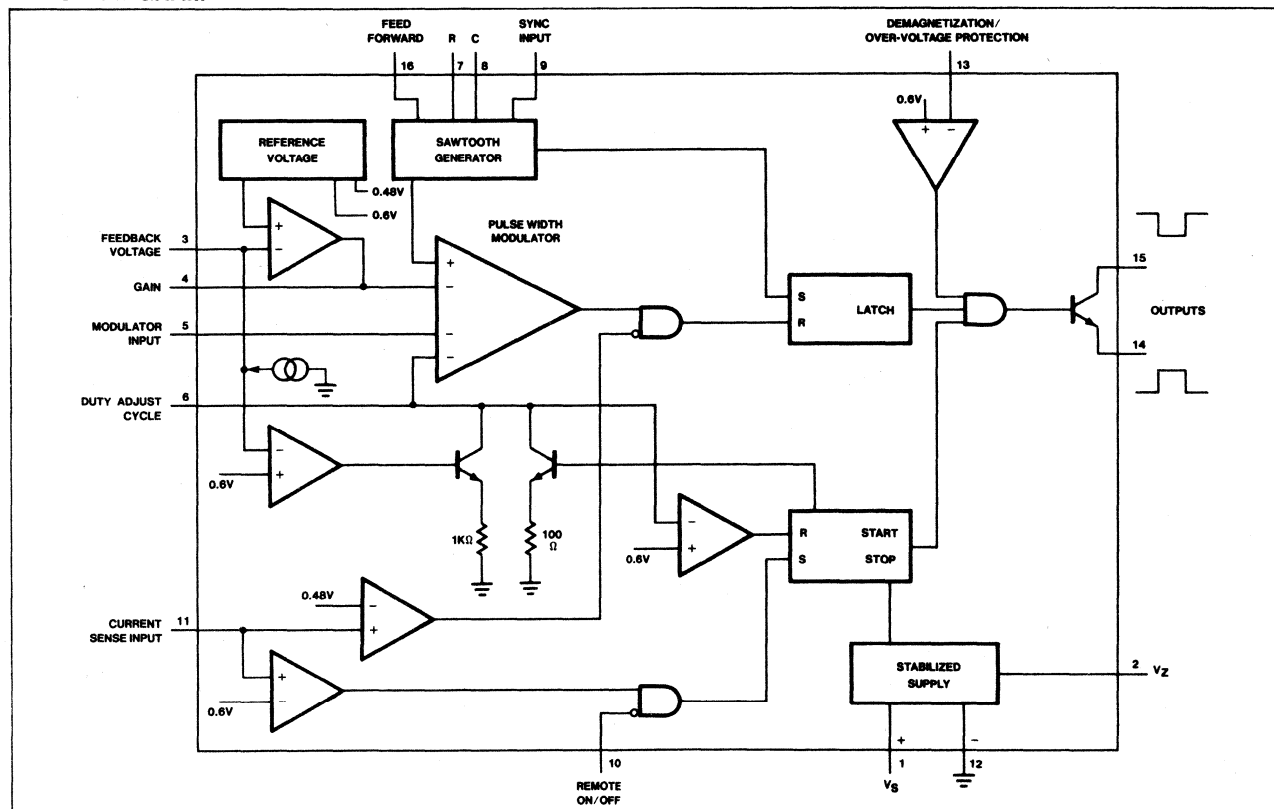 FEED
FORWARD
R
C
SYNC
INPUT
DEMAGNETIZATION/
OVER-VOLTAGE PROTECTION
16
7
8
9
13
0.6V
+
−
REFERENCE
VOLTAGE
SAWTOOTH
GENERATOR
0.48V
0.6V
PULSE WIDTH
MODULATOR
FEEDBACK
VOLTAGE
3
+
−
GAIN
4
MODULATOR
INPUT
5
+
−
−
−
S
R
LATCH
15
OUTPUTS
14
DUTY ADJUST
CYCLE
6
−
+
0.6V
1KΩ
100
Ω
−
+
0.6V
R
S
START
STOP
0.48V
−
+
CURRENT
SENSE INPUT
11
+
−
0.6V
STABILIZED
SUPPLY
2
VZ
+
−
1
12
VS
10
REMOTE
ON/OFF